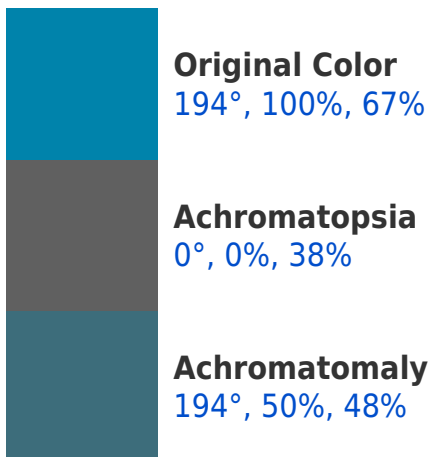 Original Color
194°, 100%, 67%
Achromatopsia
0°, 0%, 38%
Achromatomaly
194°, 50%, 48%